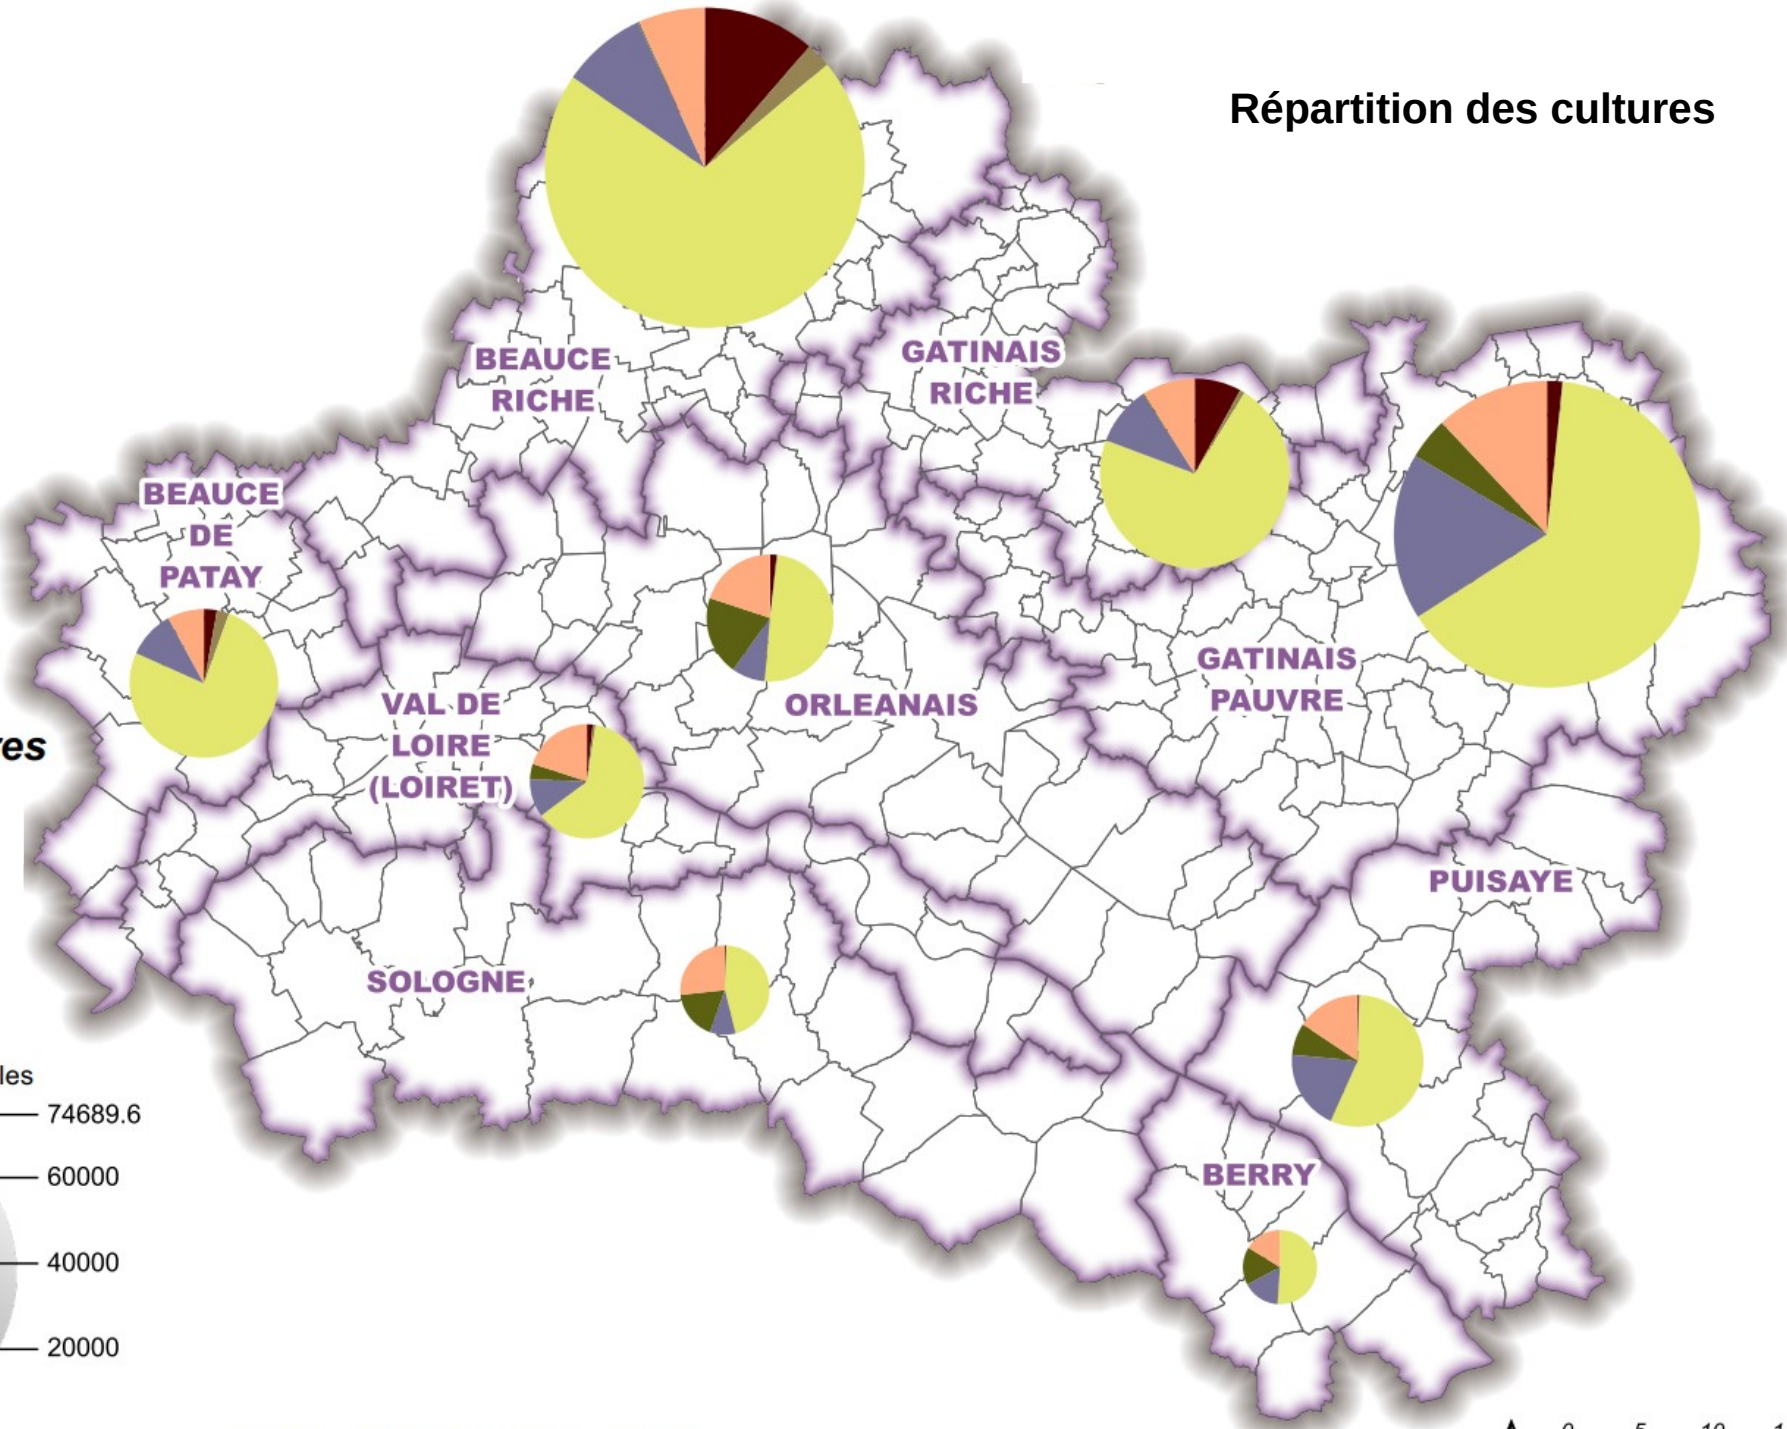 Répartition des cultures
BEAUCE
RICHE
GATINAIS
RICHE
BEAUCE
DE
PATAY
GATINAIS
PAUVRE
VAL DE
LOIRE
(LOIRET)
ORLEANAIS
PUISAYE
SOLOGNE
BERRY
74689.6
60000
40000
20000